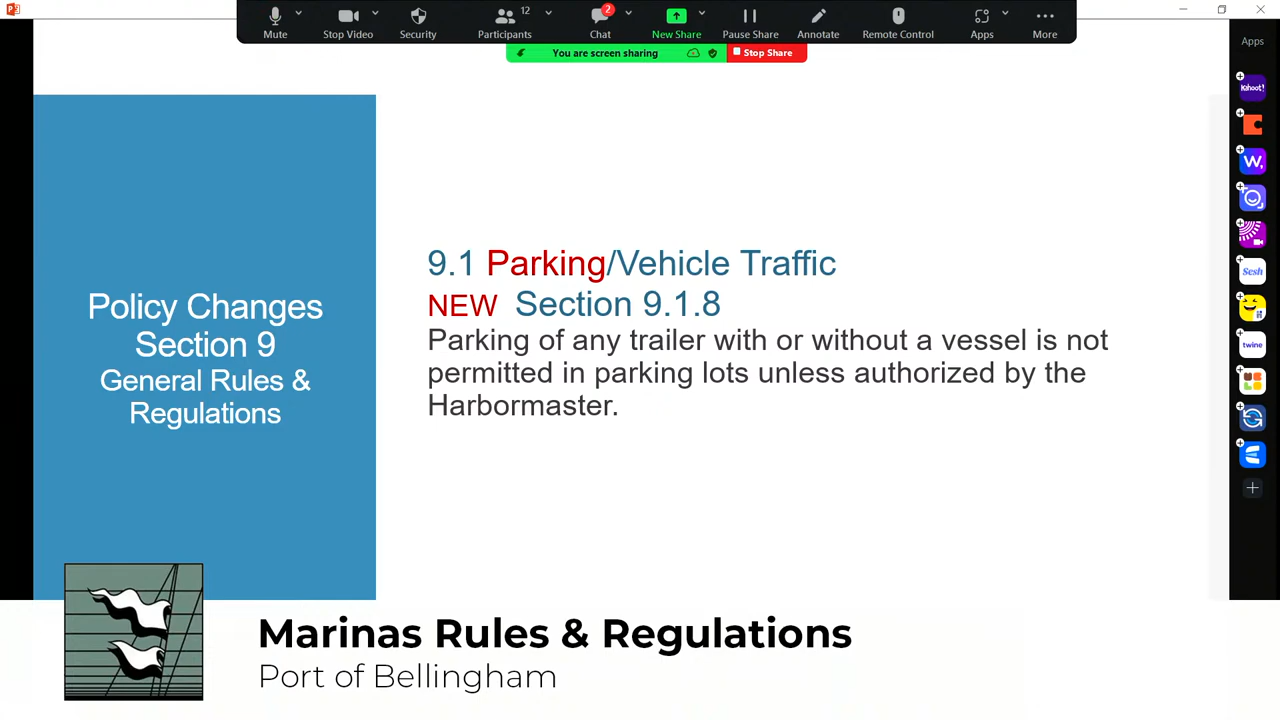 Mute
Stop Video
Security
12
Participants
2
Chat
New Share
Pause Share
Annotate
Remote Control
Apps
More
You are screen sharing
Stop Share
Apps
Kahoot!
W,
Sesh
twine
Policy Changes
Section 9
General Rules &
Regulations
9.1 Parking/Vehicle Traffic
NEW Section 9.1.8
Parking of any trailer with or without a vessel is not
permitted in parking lots unless authorized by the
Harbormaster.
Marinas Rules & Regulations
Port of Bellingham